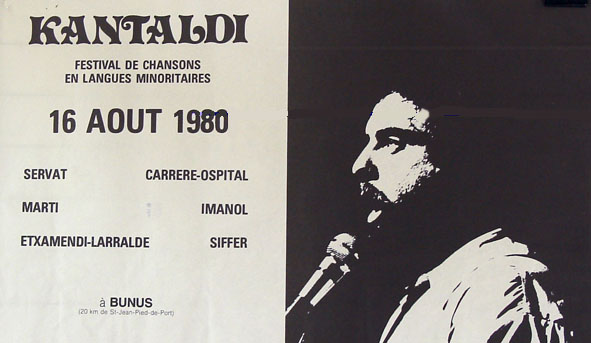 KANTALDI
FESTIVAL DE CHANSONS
EN LANGUES MINORITAIRES
16 AOUT 1980
SERVAT CARRERE-OSPITAL
MARTI IMANOL
ETXAMENDI-LARRALDE SIFFER
à BUNUS
(20 km de St-Jean-Pied-de-Port)